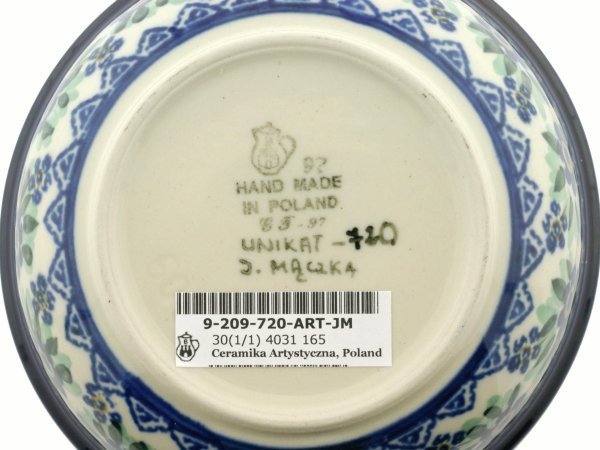 92
HAND MADE
IN POLAND.
UNIKAT - 720
J. MĄCZKA
9-209-720-ART-JM
30(1/1) 4031 165
Ceramika Artystyczna, Poland